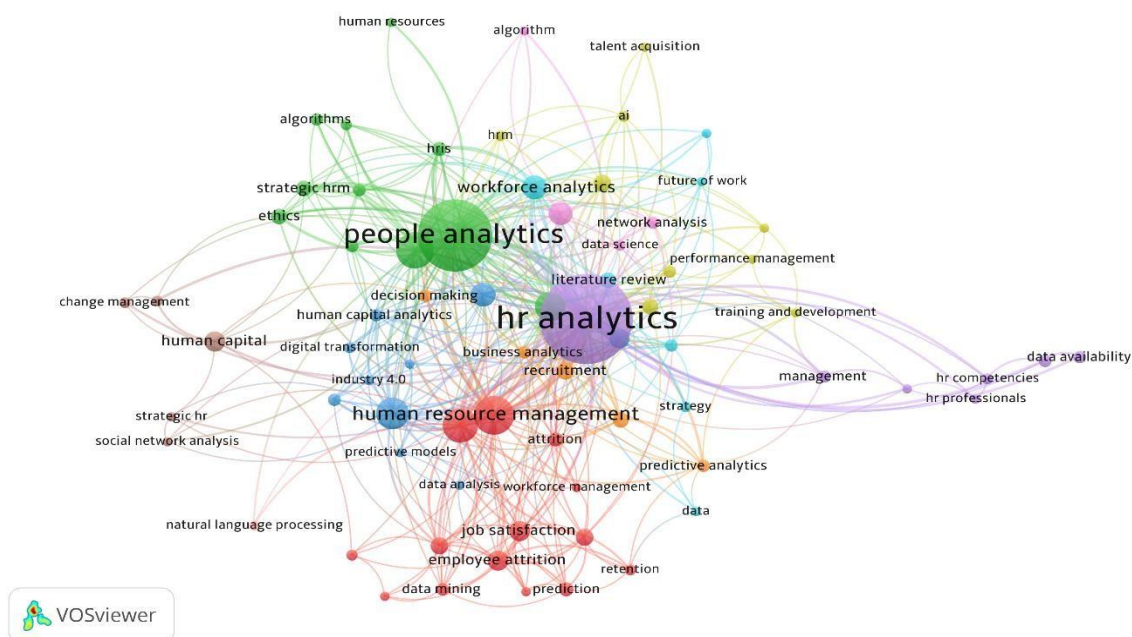 human resources
algorithm
talent acquisition
algorithms
ai
hrm
hris
strategic hrm
workforce analytics
future of work
ethics
network analysis
people analytics
data science
performance management
literature review
decision making
change management
human capital analytics
hr analytics
training and development
human capital
digital transformation
business analytics
data availability
recruitment
management
hr competencies
industry 4.0
hr professionals
strategy
human resource management
strategic hr
attrition
social network analysis
predictive models
predictive analytics
data analysis
workforce management
data
natural language processing
job satisfaction
employee attrition
retention
data mining
prediction
VOSviewer